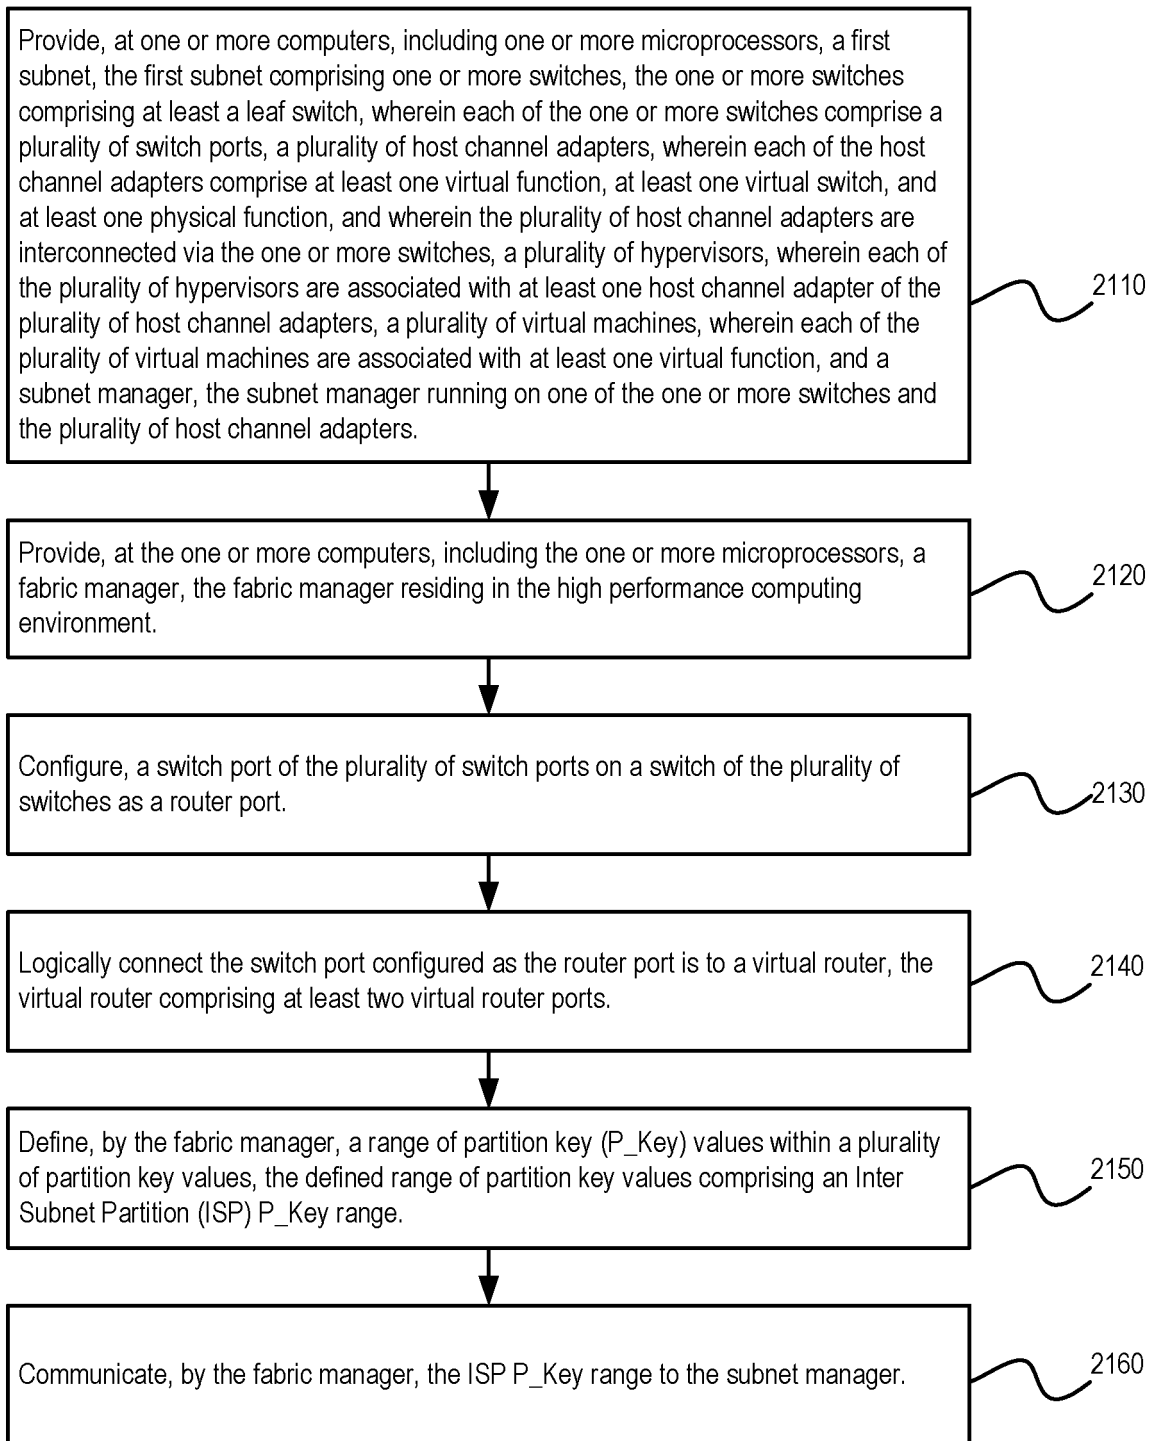 Provide, at one or more computers, including one or more microprocessors, a first
subnet, the first subnet comprising one or more switches, the one or more switches
comprising at least a leaf switch, wherein each of the one or more switches comprise a
plurality of switch ports, a plurality of host channel adapters, wherein each of the host
channel adapters comprise at least one virtual function, at least one virtual switch, and
at least one physical function, and wherein the plurality of host channel adapters are
interconnected via the one or more switches, a plurality of hypervisors, wherein each of
the plurality of hypervisors are associated with at least one host channel adapter of the
plurality of host channel adapters, a plurality of virtual machines, wherein each of the
plurality of virtual machines are associated with at least one virtual function, and a
subnet manager, the subnet manager running on one of the one or more switches and
the plurality of host channel adapters.
2110
Provide, at the one or more computers, including the one or more microprocessors, a
fabric manager, the fabric manager residing in the high performance computing
environment.
2120
Configure, a switch port of the plurality of switch ports on a switch of the plurality of
switches as a router port.
2130
Logically connect the switch port configured as the router port is to a virtual router, the
virtual router comprising at least two virtual router ports.
2140
Define, by the fabric manager, a range of partition key (P_Key) values within a plurality
of partition key values, the defined range of partition key values comprising an Inter
Subnet Partition (ISP) P_Key range.
2150
Communicate, by the fabric manager, the ISP P_Key range to the subnet manager.
2160